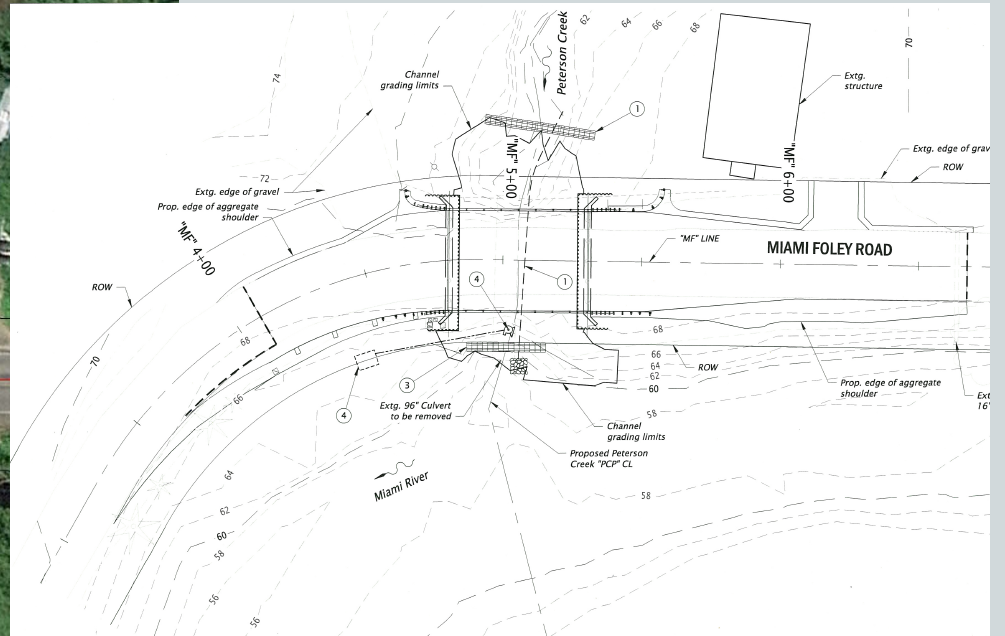 Peterson Creek
62
64
66
68
70
74
Channel
grading limits
1
Extg.
structure
"MF" 5+00
"MF" 6+00
Extg. edge of grav
ROW
72
Extg. edge of gravel
Prop. edge of aggregate
shoulder
"MF" 4+00
"MF" LINE
MIAMI FOLEY ROAD
ROW
4
1
68
68
70
66
64
62
60
ROW
3
4
66
Extg. 96" Culvert
to be removed
58
Prop. edge of aggregate
shoulder
Ext
16"
Channel
grading limits
Proposed Peterson
Creek "PCP" CL
Miami River
64
62
60
58
58
56
56